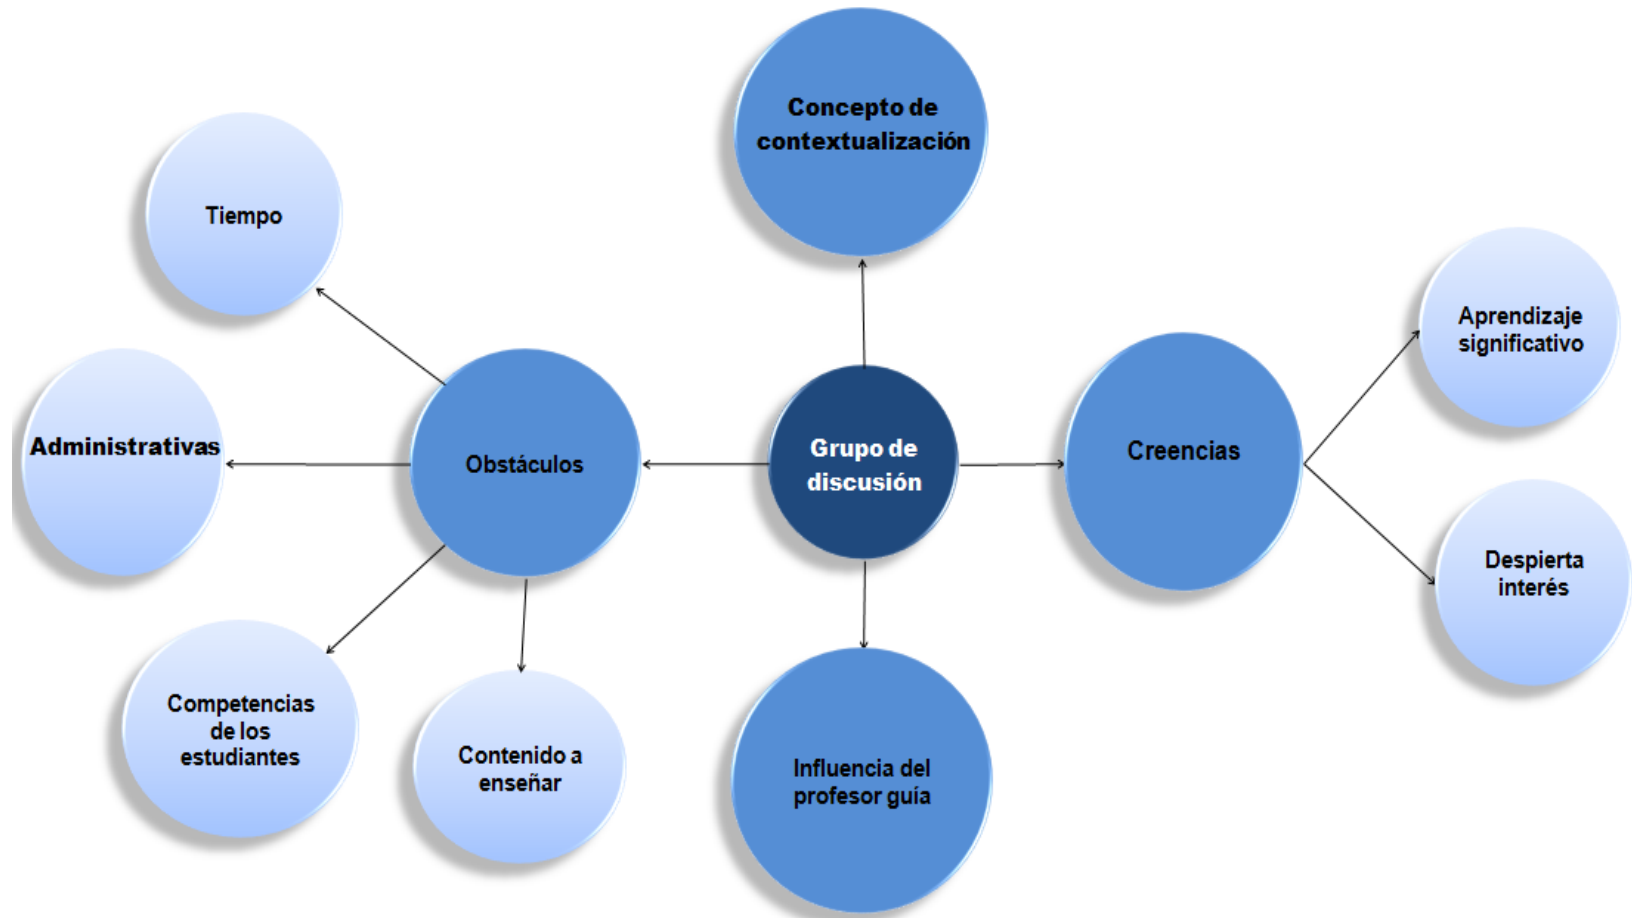 Concepto de
contextualización
Tiempo
Aprendizaje
significativo
Administrativas
Obstáculos
Grupo de
discusión
Creencias
Despierta
interés
Competencias
de los
estudiantes
Contenido a
enseñar
Influencia del
profesor guía